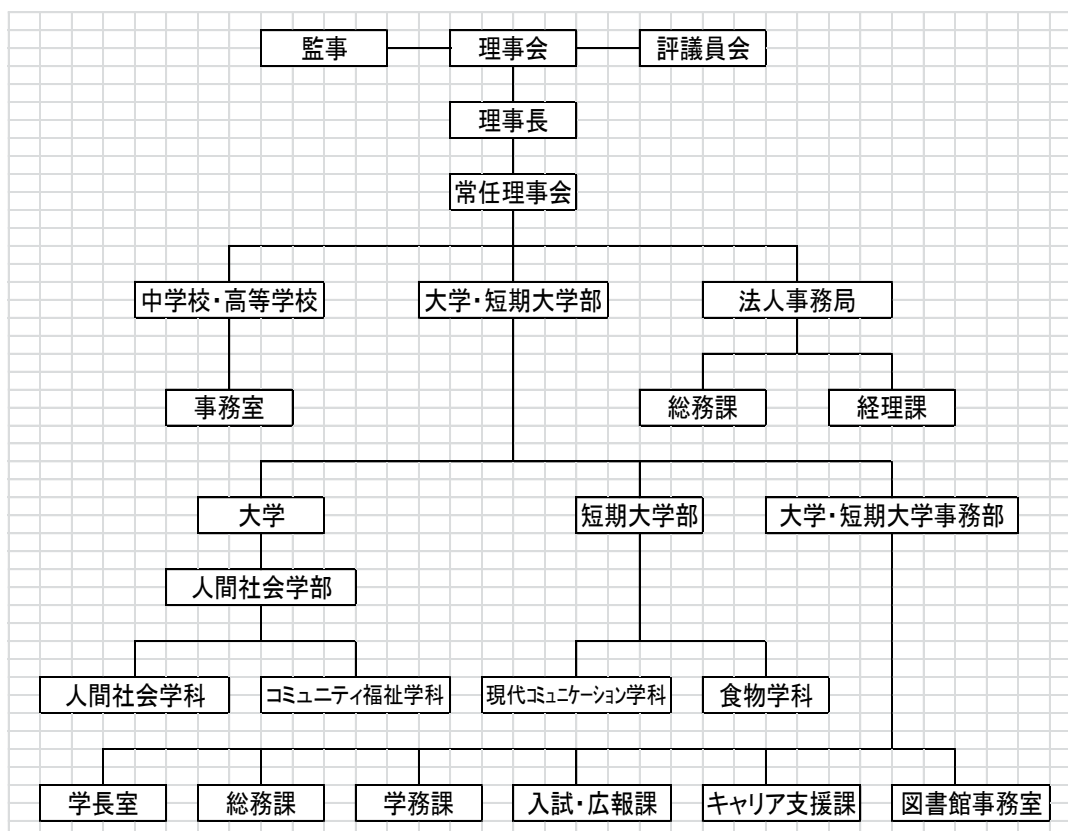 監事 理事会 評議員会
理事長
常任理事会
中学校・高等学校 大学・短期大学部 法人事務局
事務室 総務課 経理課
大学 短期大学部 大学・短期大学事務部
人間社会学部
人間社会学科 コミュニティ福祉学科 現代コミュニケーション学科 食物学科
学長室 総務課 学務課 入試・広報課 キャリア支援課 図書館事務室